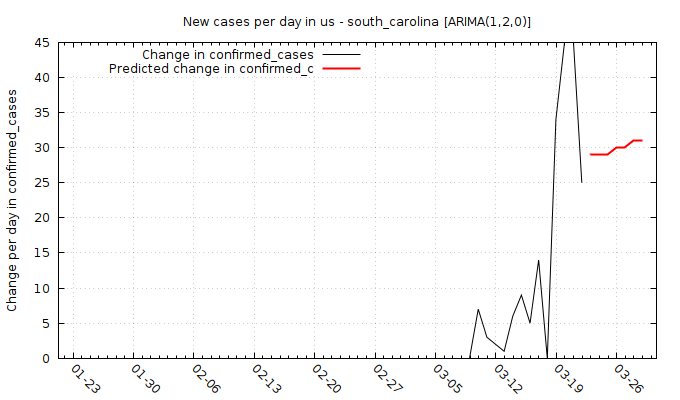 New cases per day in us - south_carolina [ARIMA(1,2,0)]
Change in confirmed_cases
Predicted change in confirmed_c
Change per day in confirmed_cases
45
40
35
30
25
20
15
10
5
0
01-23 01-30 02-06 02-13 02-20 02-27 03-05 03-12 03-19 03-26